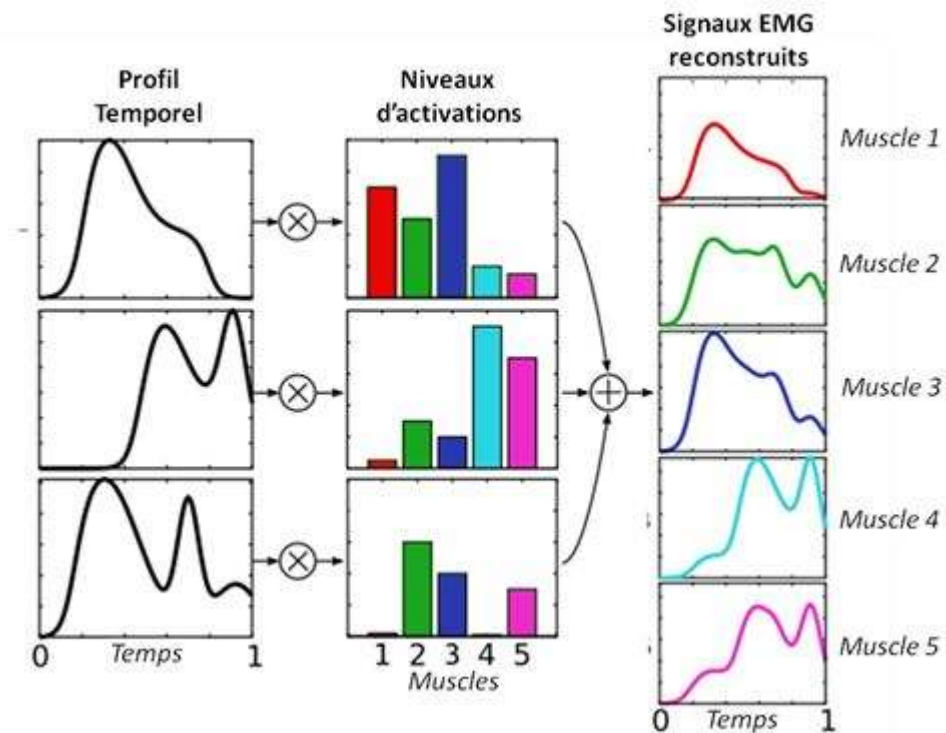 Profil
Temporel
Niveaux
d'activations
Signaux EMG
reconstruits
Muscle 1
Muscle 2
Muscle 3
Muscle 4
Muscle 5
0 Temps 1
1 2 3 4 5
Muscles
0 Temps 1